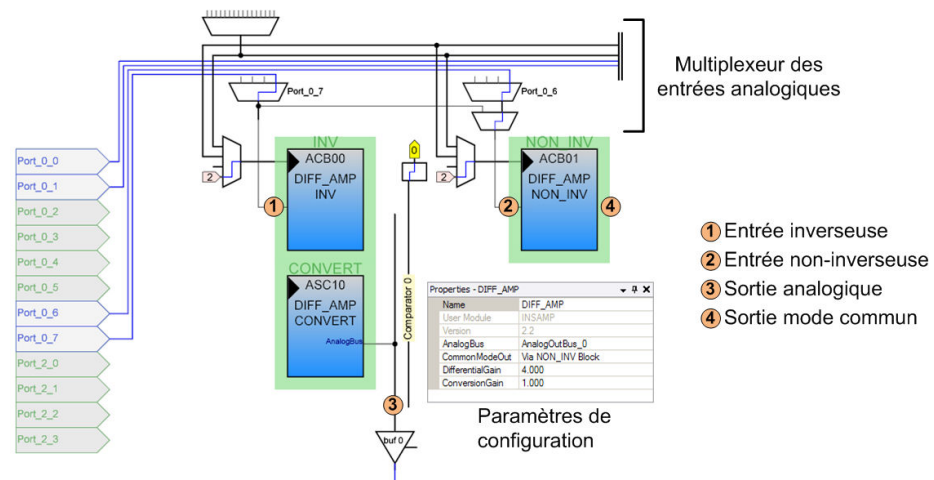 Multiplexeur des
entrées analogiques
Port_0_7
Port_0_6
INV
NON_INV
Port_0_0
Port_0_1
Port_0_2
Port_0_3
Port_0_4
Port_0_5
Port_0_6
Port_0_7
Port_2_0
Port_2_1
Port_2_2
Port_2_3
2
ACB00
DIFF_AMP
INV
1
0
2
ACB01
DIFF_AMP
NON_INV
2
4
CONVERT
ASC10
DIFF_AMP
CONVERT
AnalogBus
Comparator 0
3
buf 0
1 Entrée inverseuse
2 Entrée non-inverseuse
3 Sortie analogique
4 Sortie mode commun
Properties - DIFF_AMP
Name DIFF_AMP
User Module INSAMP
Version 2.2
AnalogBus AnalogOutBus_0
CommonModeOut Via NON_INV Block
DifferentialGain 4.000
ConversionGain 1.000
Paramètres de
configuration